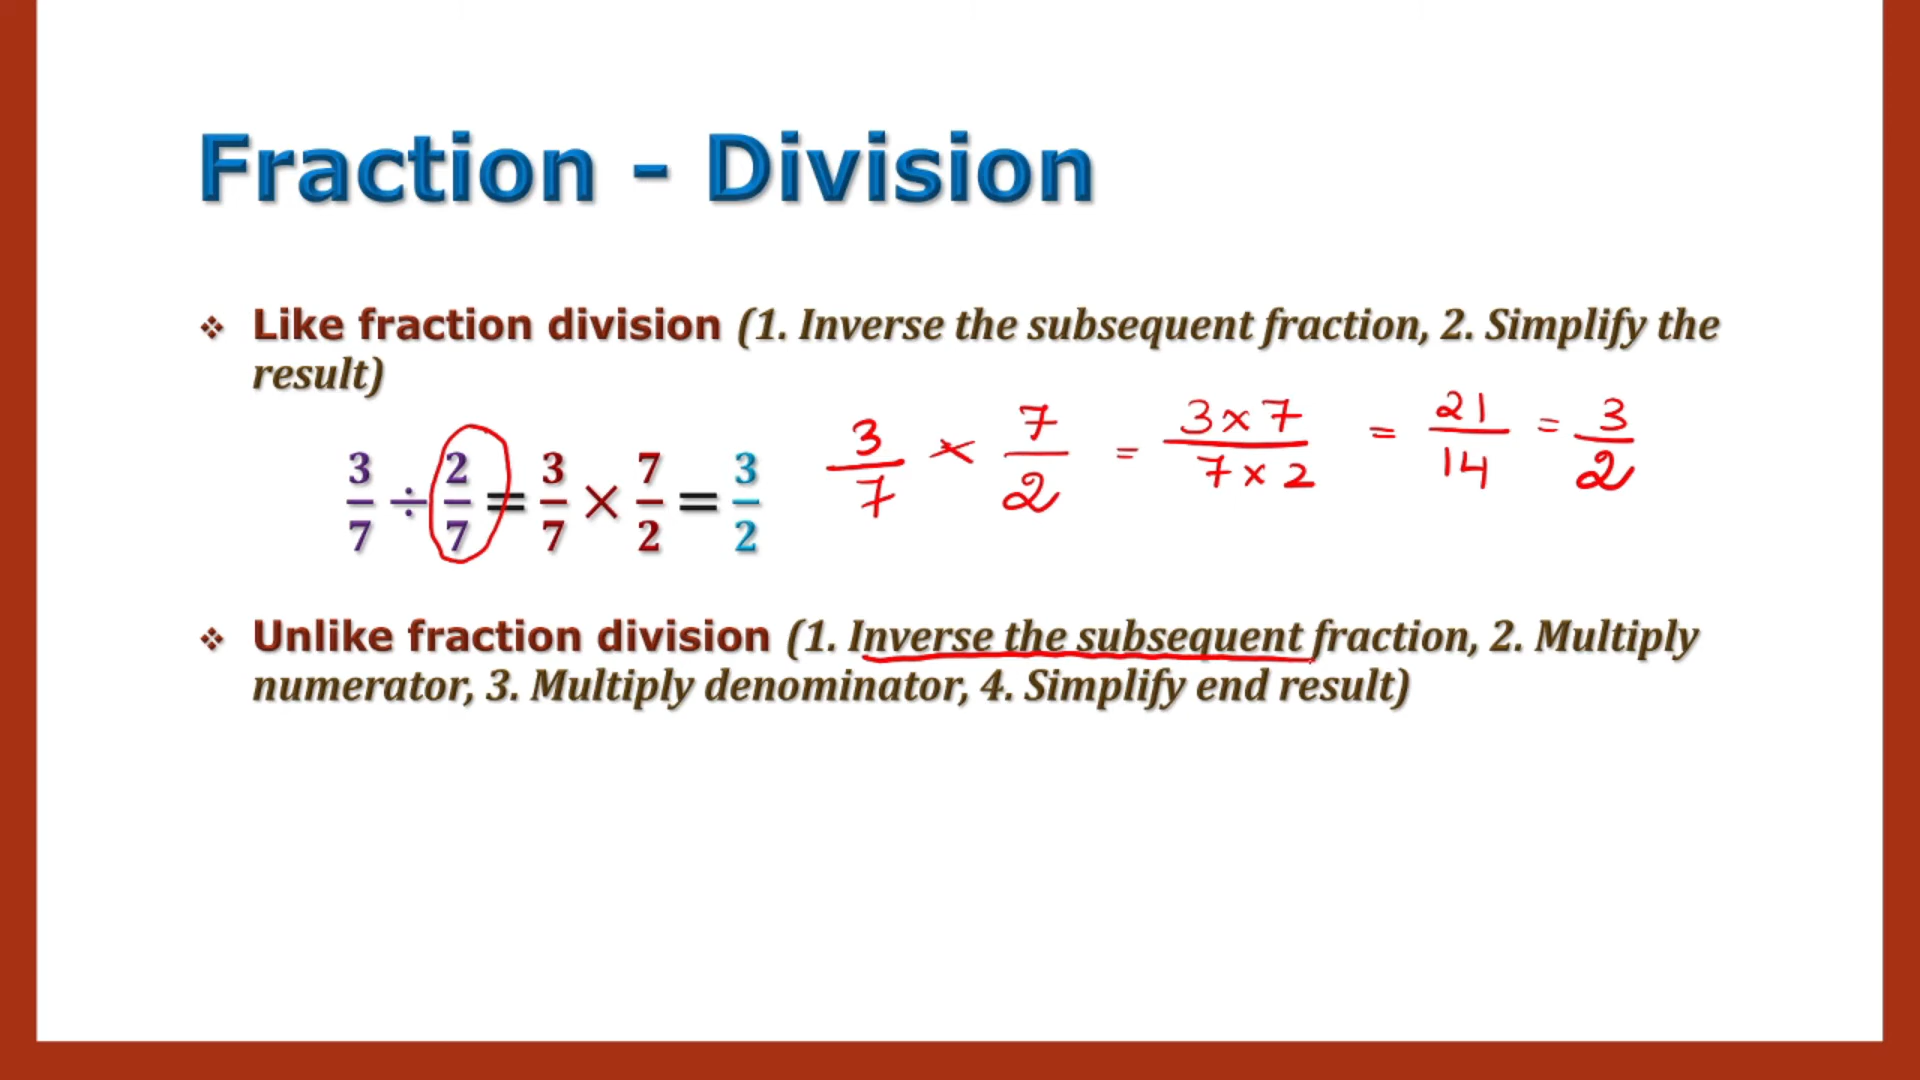 Fraction - Division
❖ Like fraction division (1. Inverse the subsequent fraction, 2. Simplify the
result)
3/7 ÷ 2/7 = 3/7 × 7/2 = 3/2
3/7 × 7/2 = 3 × 7/7 × 2 = 21/14 = 3/2
❖ Unlike fraction division (1. Inverse the subsequent fraction, 2. Multiply
numerator, 3. Multiply denominator, 4. Simplify end result)